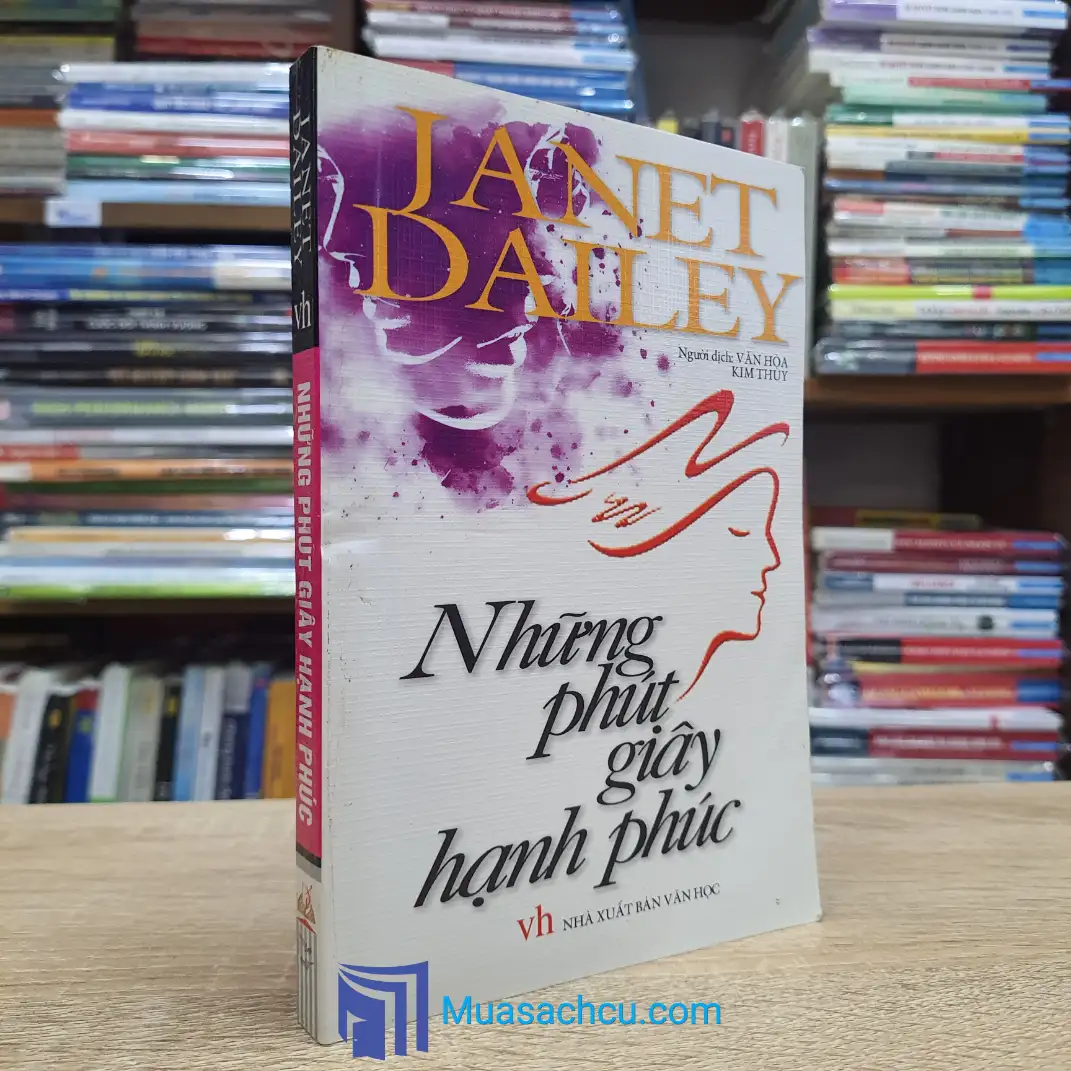 JANET
DAILEY
Người dịch: VĂN HÒA
KIM THÙY
Những
phút
giây
hạnh phúc
vh NHÀ XUẤT BẢN VĂN HỌC
JANET
DAILEY
vh
NHỮNG PHÚT GIÂY HẠNH PHÚC
Muasachcu.com